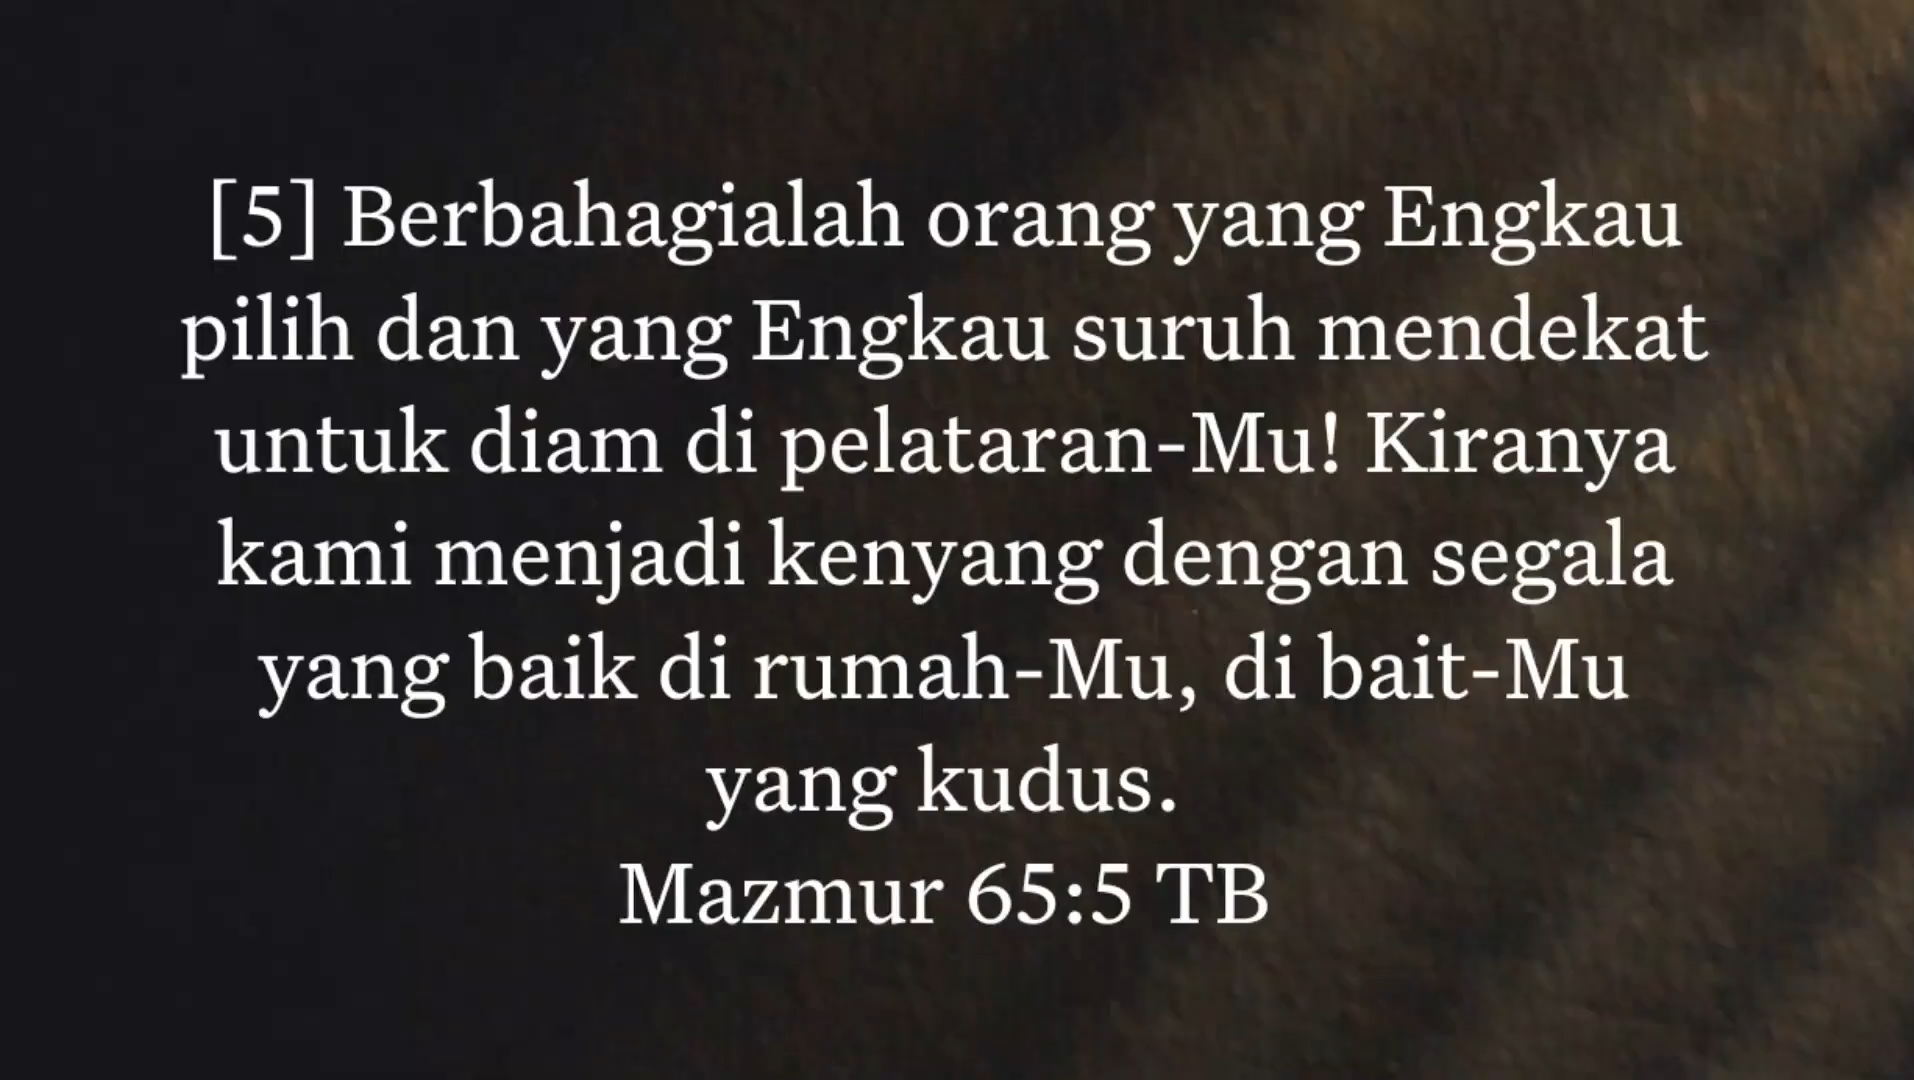 [5] Berbahagialah orang yang Engkau
pilih dan yang Engkau suruh mendekat
untuk diam di pelataran-Mu! Kiranya
kami menjadi kenyang dengan segala
yang baik di rumah-Mu, di bait-Mu
yang kudus.
Mazmur 65:5 TB